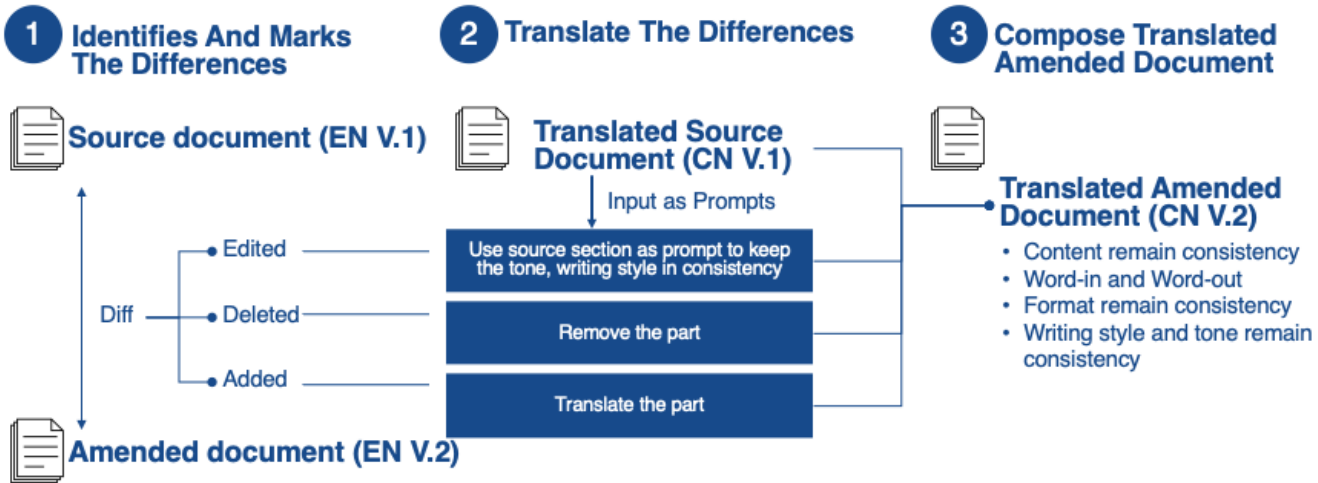 1
Identifies And Marks
The Differences
Source document (EN V.1)
Diff
Edited
Deleted
Added
Amended document (EN V.2)
2
Translate The Differences
Translated Source
Document (CN V.1)
Input as Prompts
Use source section as prompt to keep
the tone, writing style in consistency
Remove the part
Translate the part
3
Compose Translated
Amended Document
Translated Amended
Document (CN V.2)
• Content remain consistency
• Word-in and Word-out
• Format remain consistency
• Writing style and tone remain
consistency